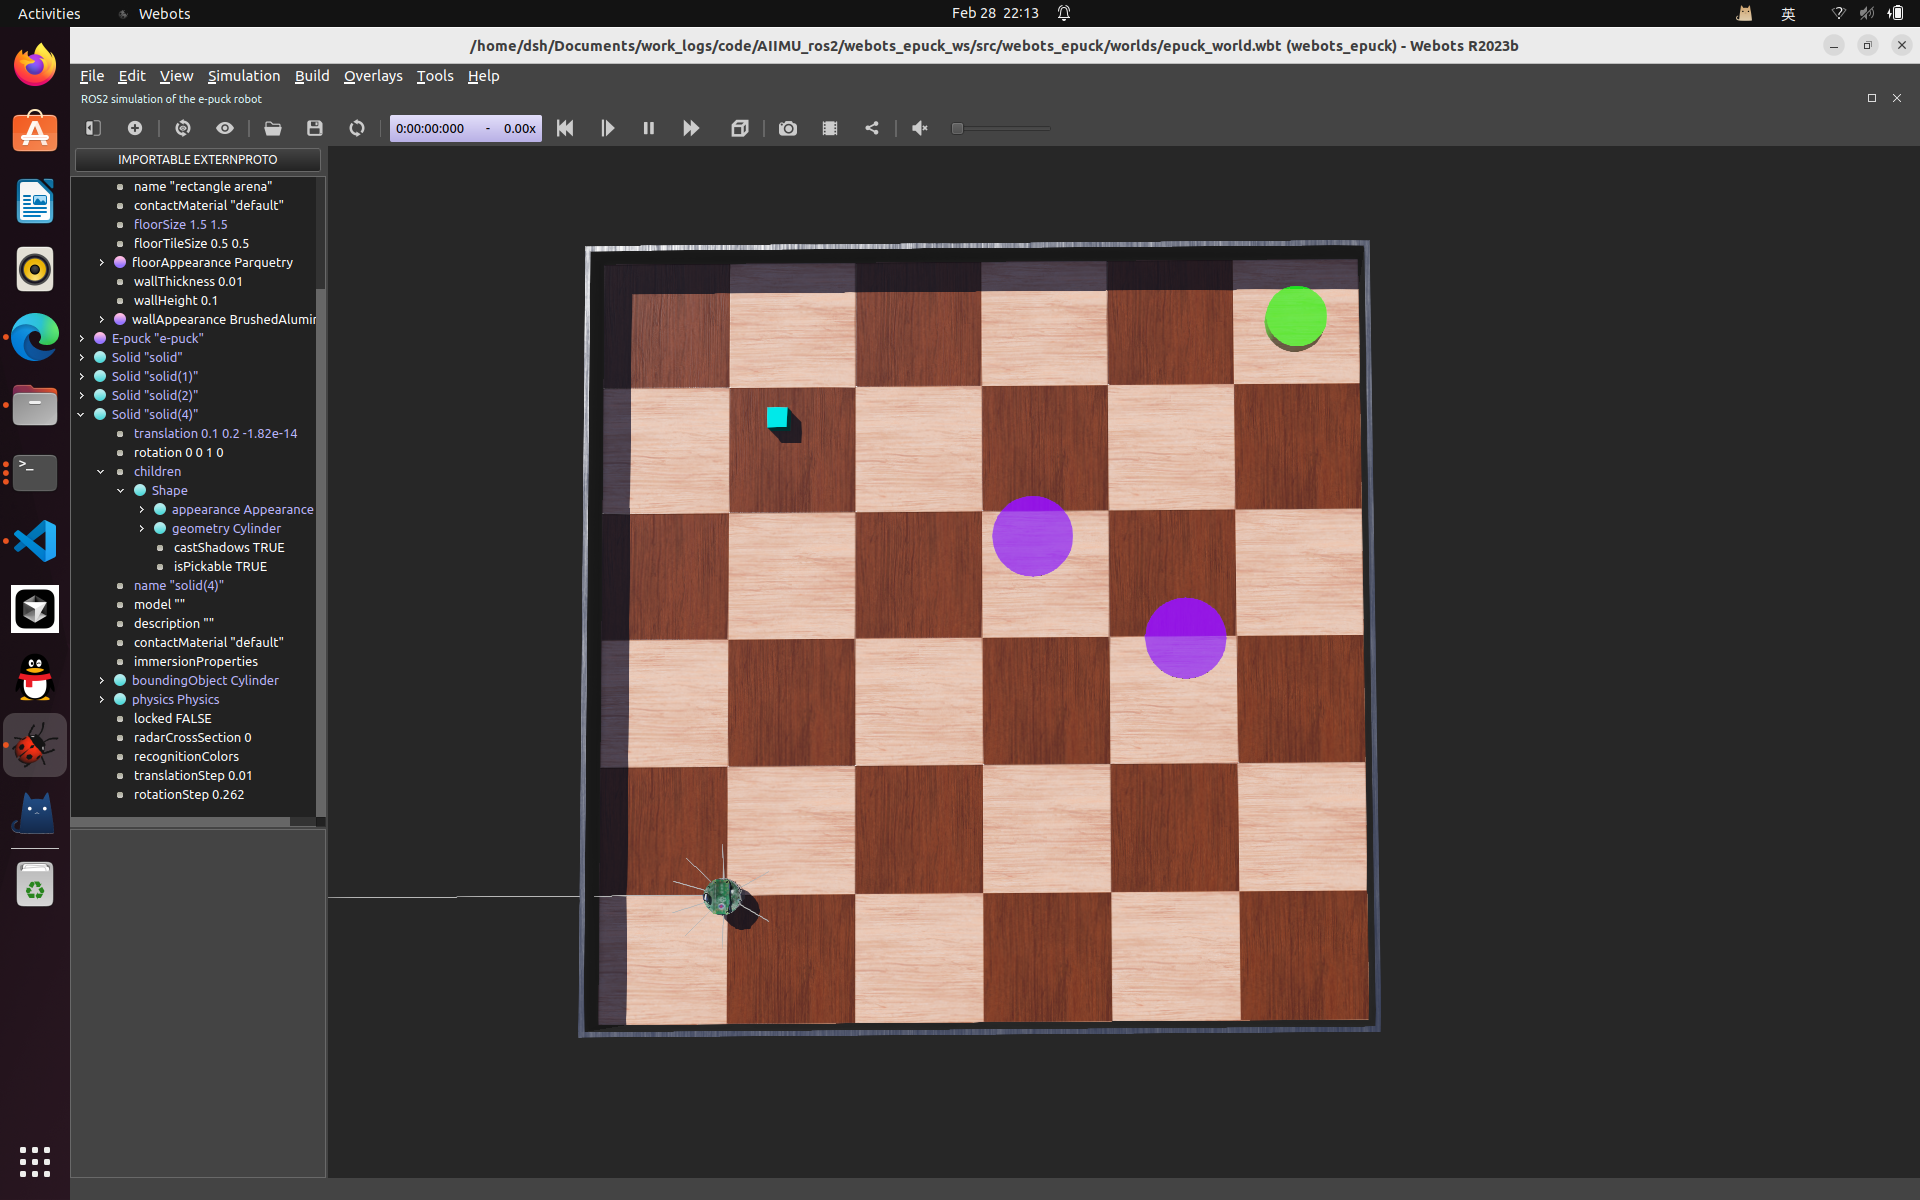 Activities
Webots
Feb 28 22:13
英
/home/dsh/Documents/work_logs/code/AIIMU_ros2/webots_epuck_ws/src/webots_epuck/worlds/epuck_world.wbt (webots_epuck) - Webots R2023b
File Edit View Simulation Build Overlays Tools Help
ROS2 simulation of the e-puck robot
0:00:00:000 - 0.00x
IMPORTABLE EXTERNPROTO
name "rectangle arena"
contactMaterial "default"
floorSize 1.5 1.5
floorTileSize 0.5 0.5
floorAppearance Parquetry
wallThickness 0.01
wallHeight 0.1
wallAppearance BrushedAlumir
E-puck "e-puck"
Solid "solid"
Solid "solid(1)"
Solid "solid(2)"
Solid "solid(4)"
translation 0.1 0.2 -1.82e-14
rotation 0 0 1 0
children
Shape
appearance Appearance
geometry Cylinder
castShadows TRUE
isPickable TRUE
name "solid(4)"
model ""
description ""
contactMaterial "default"
immersionProperties
boundingObject Cylinder
physics Physics
locked FALSE
radarCrossSection 0
recognitionColors
translationStep 0.01
rotationStep 0.262